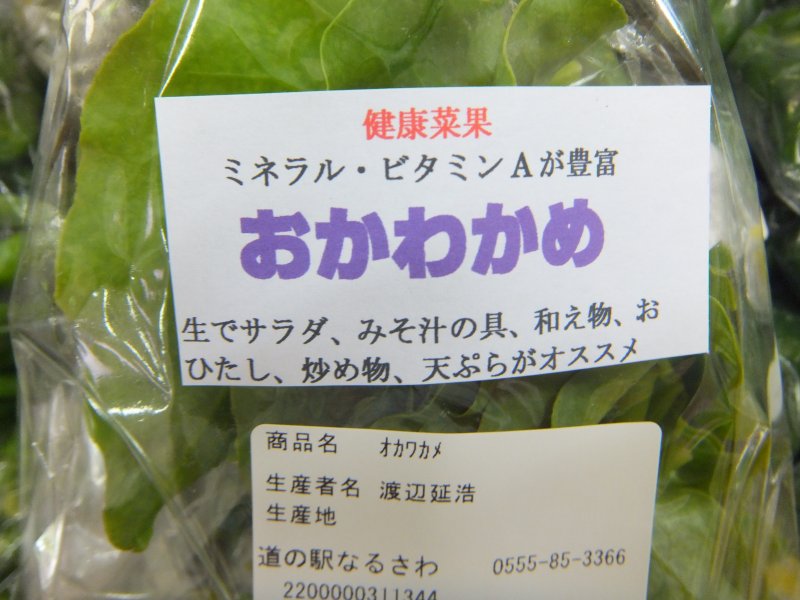 健康菜果
ミネラル・ビタミンAが豊富
おかわかめ
生でサラダ、みそ汁の具、和え物、お
ひたし、炒め物、天ぷらがオススメ
商品名 オカワカメ
生産者名 渡辺延浩
生産地
道の駅なるさわ 0555-85-3366
2200000311344